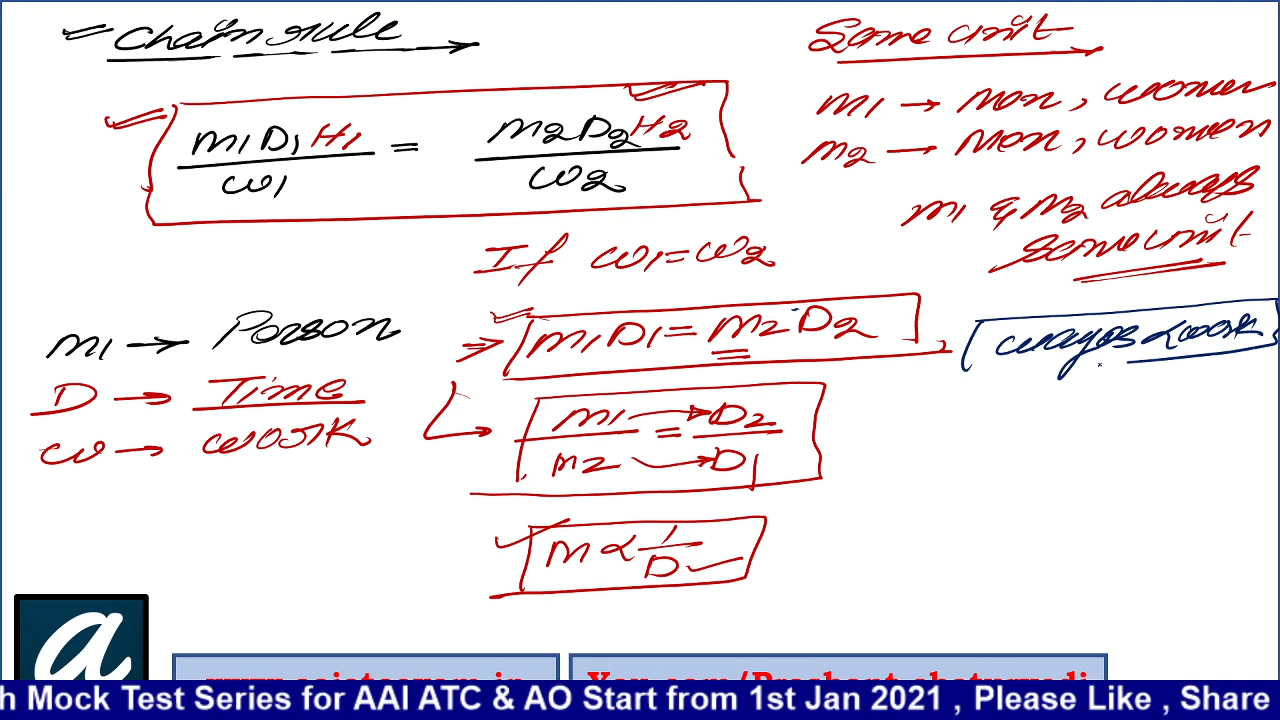 Chain rule
Same unit
M1 → Men, women
M2 → Men, women
M1 & M2 always
Same unit
M1D1H1 / W1 = M2D2H2 / W2
If W1=W2
M1 → Person
D → Time
W → Work
⇒ M1D1 = M2D2 ,
Wages ∝ Work
M1 → D2
M2 → D1
=
M ∝ 1/D
a
h Mock Test Series for AAI ATC & AO Start from 1st Jan 2021 , Please Like , Share